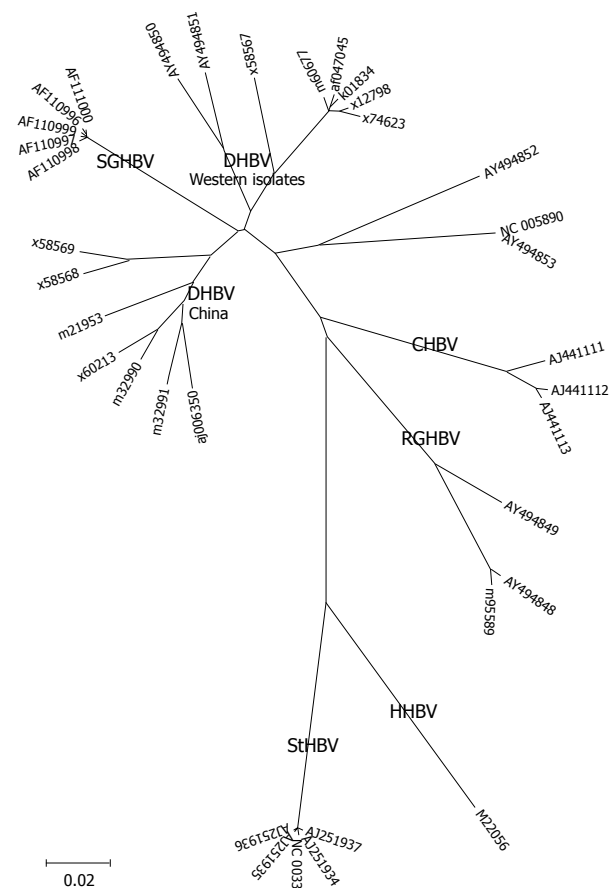 AY494850
AY494851
x58567
m60677
af047045
k01834
x12798
x74623
AF111000
AF110996
AF110999
AF110997
AF110998
SGHBV
DHBV
Western isolates
AY494852
NC 005890
AY494853
x58569
x58568
m21953
DHBV
China
x60213
m32990
m32991
aj006350
CHBV
AJ441111
AJ441112
AJ441113
RGHBV
AY494849
AY494848
m95589
HHBV
StHBV
M22056
AJ251936
AJ251935
NC 0033
AJ251934
AJ251937
0.02